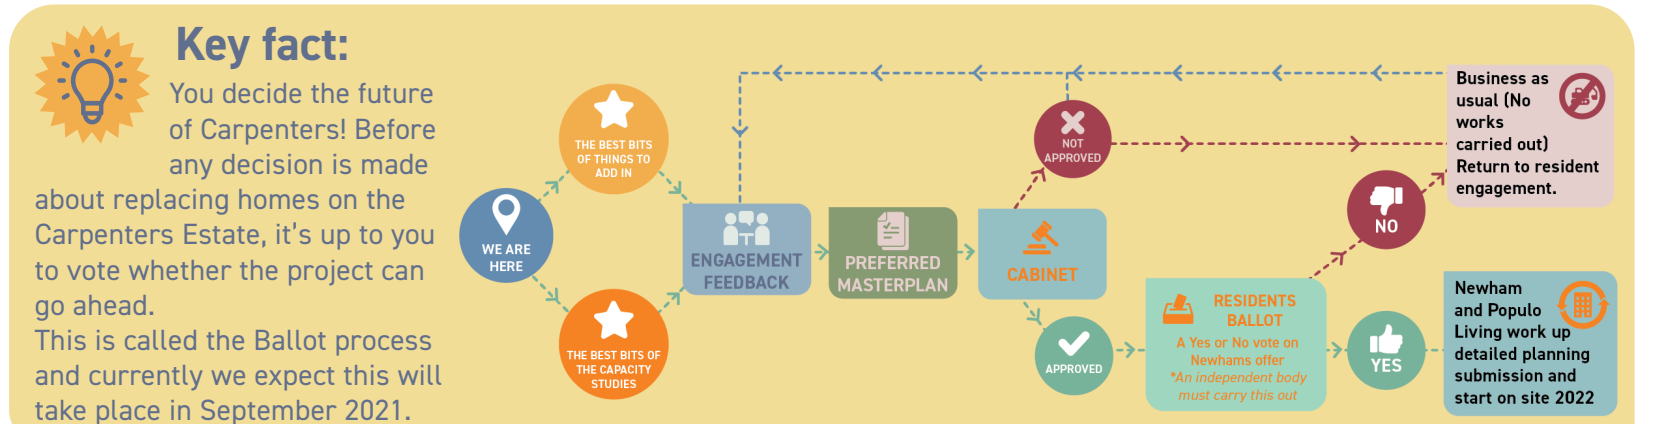 Key fact:
You decide the future
of Carpenters! Before
any decision is made
about replacing homes on the
Carpenters Estate, it's up to you
to vote whether the project can
go ahead.
This is called the Ballot process
and currently we expect this will
take place in September 2021.
WE ARE
HERE
THE BEST BITS
OF THINGS TO
ADD IN
THE BEST BITS OF
THE CAPACITY
STUDIES
ENGAGEMENT
FEEDBACK
PREFERRED
MASTERPLAN
CABINET
NOT
APPROVED
APPROVED
RESIDENTS
BALLOT
A Yes or No vote on
Newhams offer
*An independent body
must carry this out
NO
YES
Business as
usual (No
works
carried out)
Return to resident
engagement.
Newham
and Populo
Living work up
detailed planning
submission and
start on site 2022